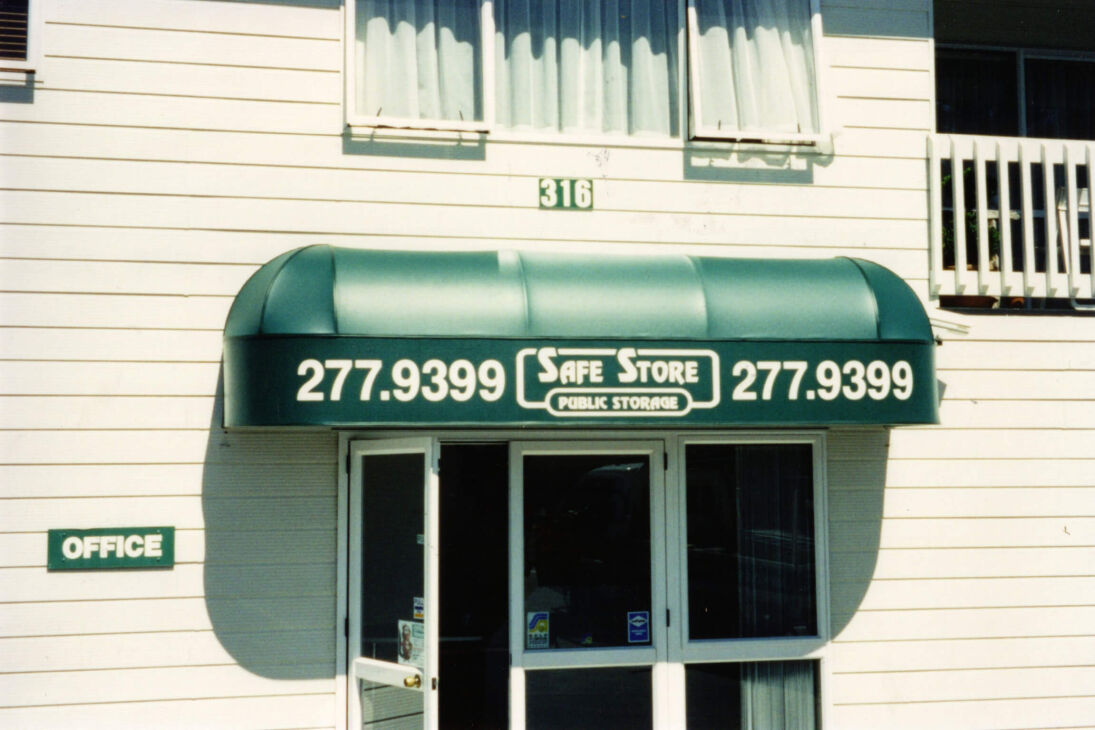 316
277.9399 SAFE STORE 277.9399
PUBLIC STORAGE
OFFICE